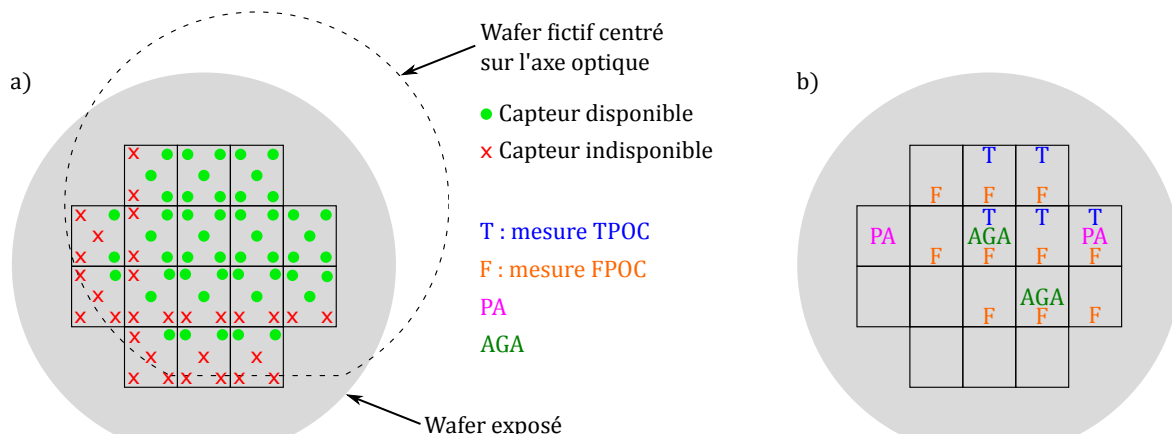 Wafer fictif centré
sur l'axe optique
a)
b)
Capteur disponible
x Capteur indisponible
T : mesure TPOC
F : mesure FPOC
PA
AGA
Wafer exposé
T T
F F F
T T T
PA AGA PA
F F F F
AGA
F F F